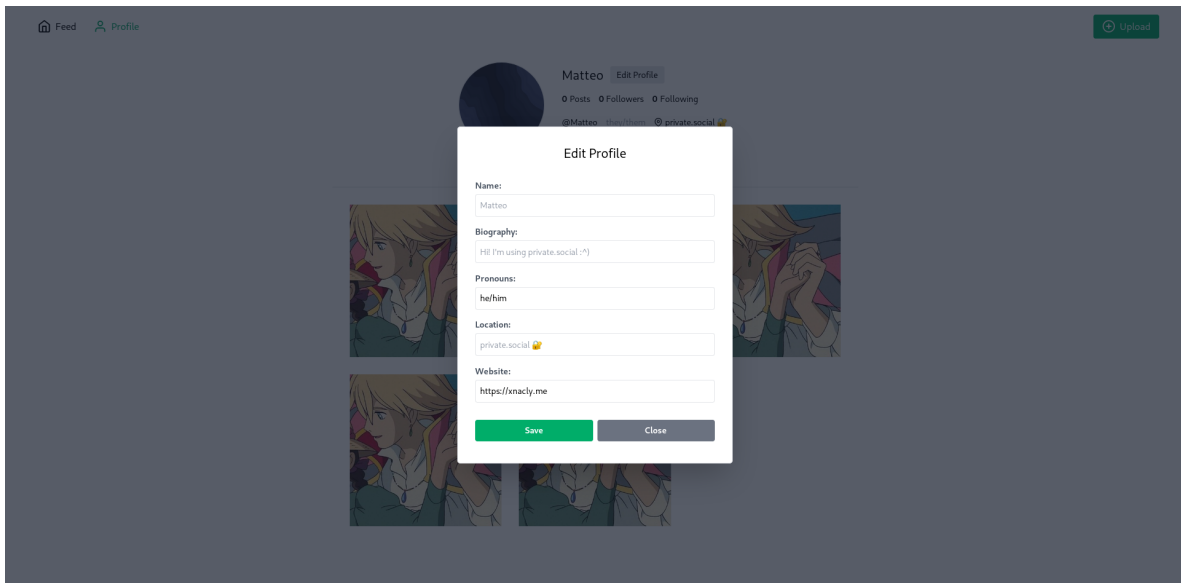 Feed Profile Upload
Matteo Edit Profile
0 Posts 0 Followers 0 Following
@Matteo they/them private.social 🔐
Edit Profile
Name:
Matteo
Biography:
Hi! I'm using private.social :^)
Pronouns:
he/him
Location:
private.social 🔐
Website:
https://xnacly.me
Save Close